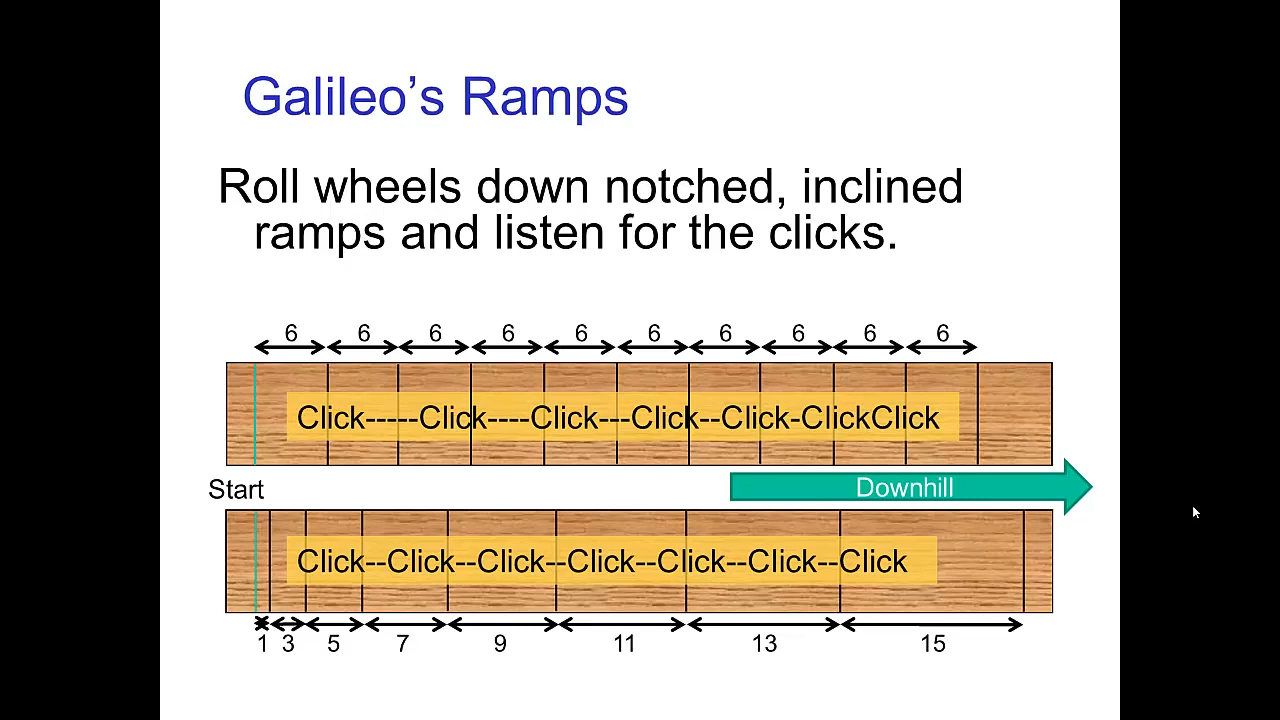 Galileo’s Ramps
Roll wheels down notched, inclined
ramps and listen for the clicks.
6 6 6 6 6 6 6 6 6 6
Click-----Click----Click---Click--Click-ClickClick
Start
Downhill
Click--Click--Click--Click--Click--Click--Click
1 3 5 7 9 11 13 15